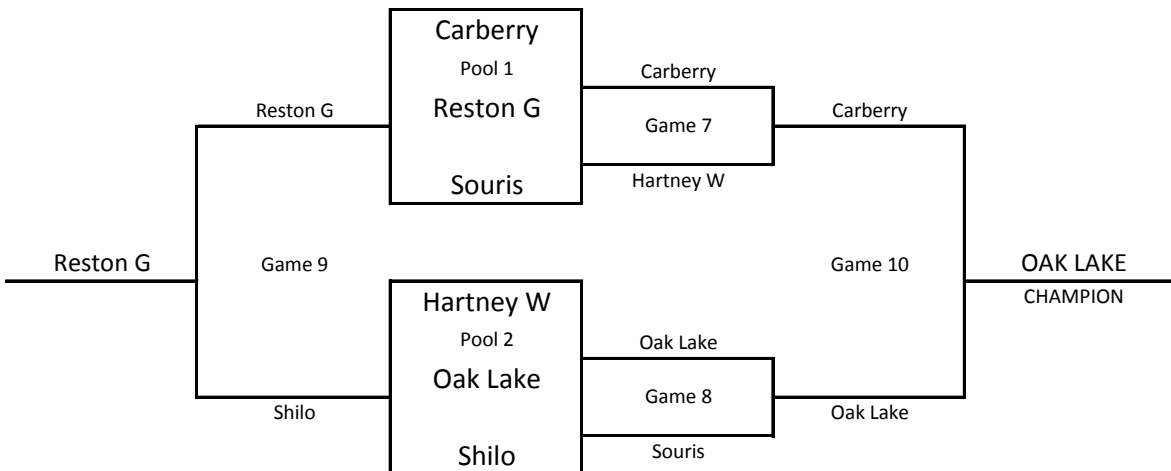 Carberry
Pool 1
Carberry
Reston G
Reston G
Game 7
Carberry
Hartney W
Souris
Reston G
Game 9
Game 10
OAK LAKE
CHAMPION
Hartney W
Pool 2
Oak Lake
Oak Lake
Game 8
Shilo
Oak Lake
Souris
Shilo